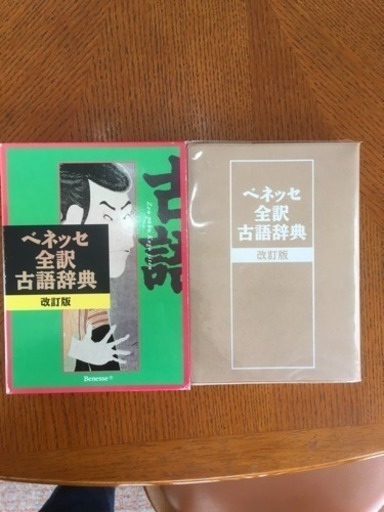 古語
ベネッセ
全訳
古語辞典
改訂版
Benesse
ベネッセ
全訳
古語辞典
改訂版